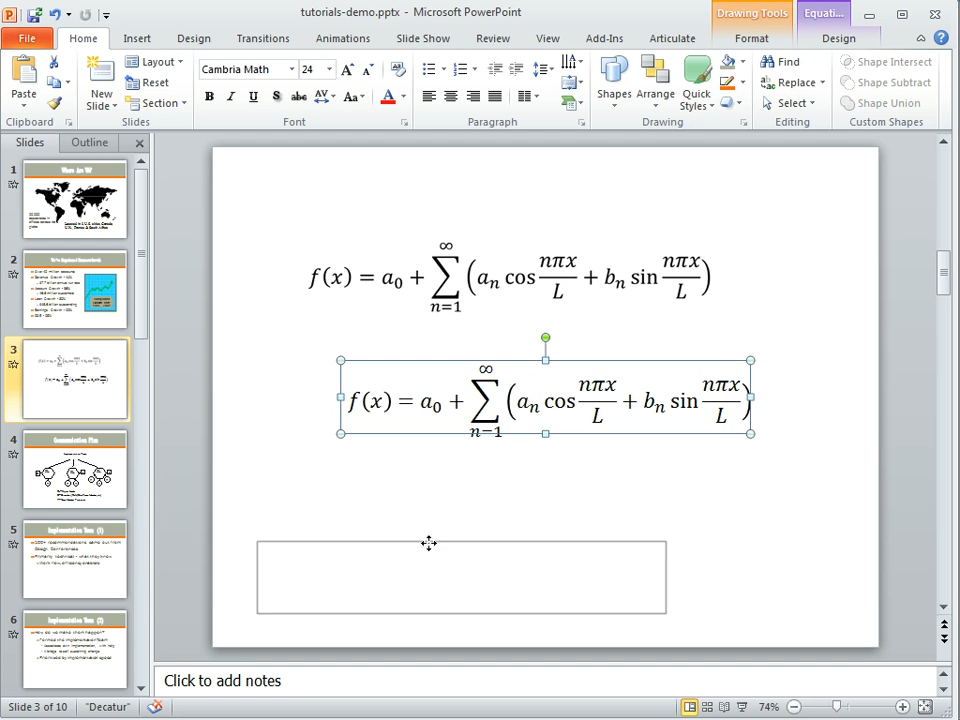 tutorials-demo.pptx - Microsoft PowerPoint
Drawing Tools
Equati...
File
Home
Insert
Design
Transitions
Animations
Slide Show
Review
View
Add-Ins
Articulate
Format
Design
Paste
New Slide
Layout
Reset
Section
Cambria Math
24
B I U S abc AV Aa A
Shapes
Arrange
Quick Styles
Find
Replace
Select
Shape Intersect
Shape Subtract
Shape Union
Clipboard
Slides
Font
Paragraph
Drawing
Editing
Custom Shapes
Slides
Outline
1
2
3
4
Communication Plan
5
Implementation Team (1)
6
Implementation Team (2)
f(x) = a₀ + ∑ₙ₌₁^∞ (aₙ cos nπx/L + bₙ sin nπx/L)
f(x) = a₀ + ∑ₙ₌₁^∞ (aₙ cos nπx/L + bₙ sin nπx/L)
Click to add notes
Slide 3 of 10
"Decatur"
74%